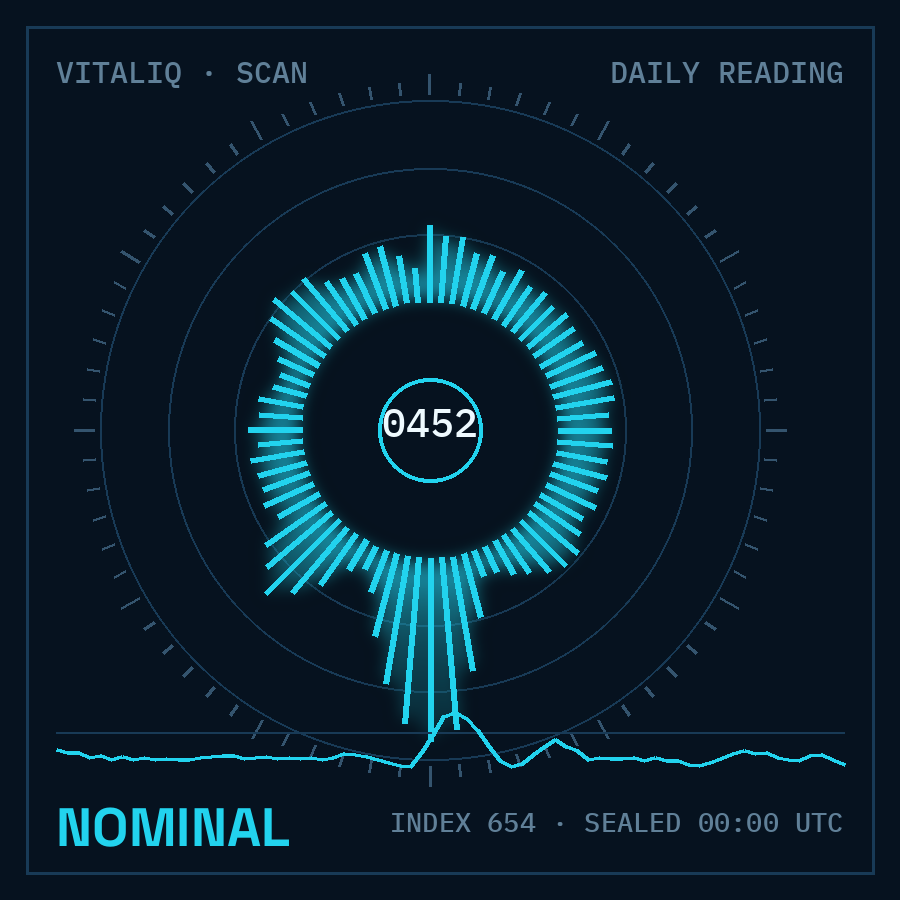 VITALIQ · SCAN
DAILY READING
0452
NOMINAL
INDEX 654 · SEALED 00:00 UTC